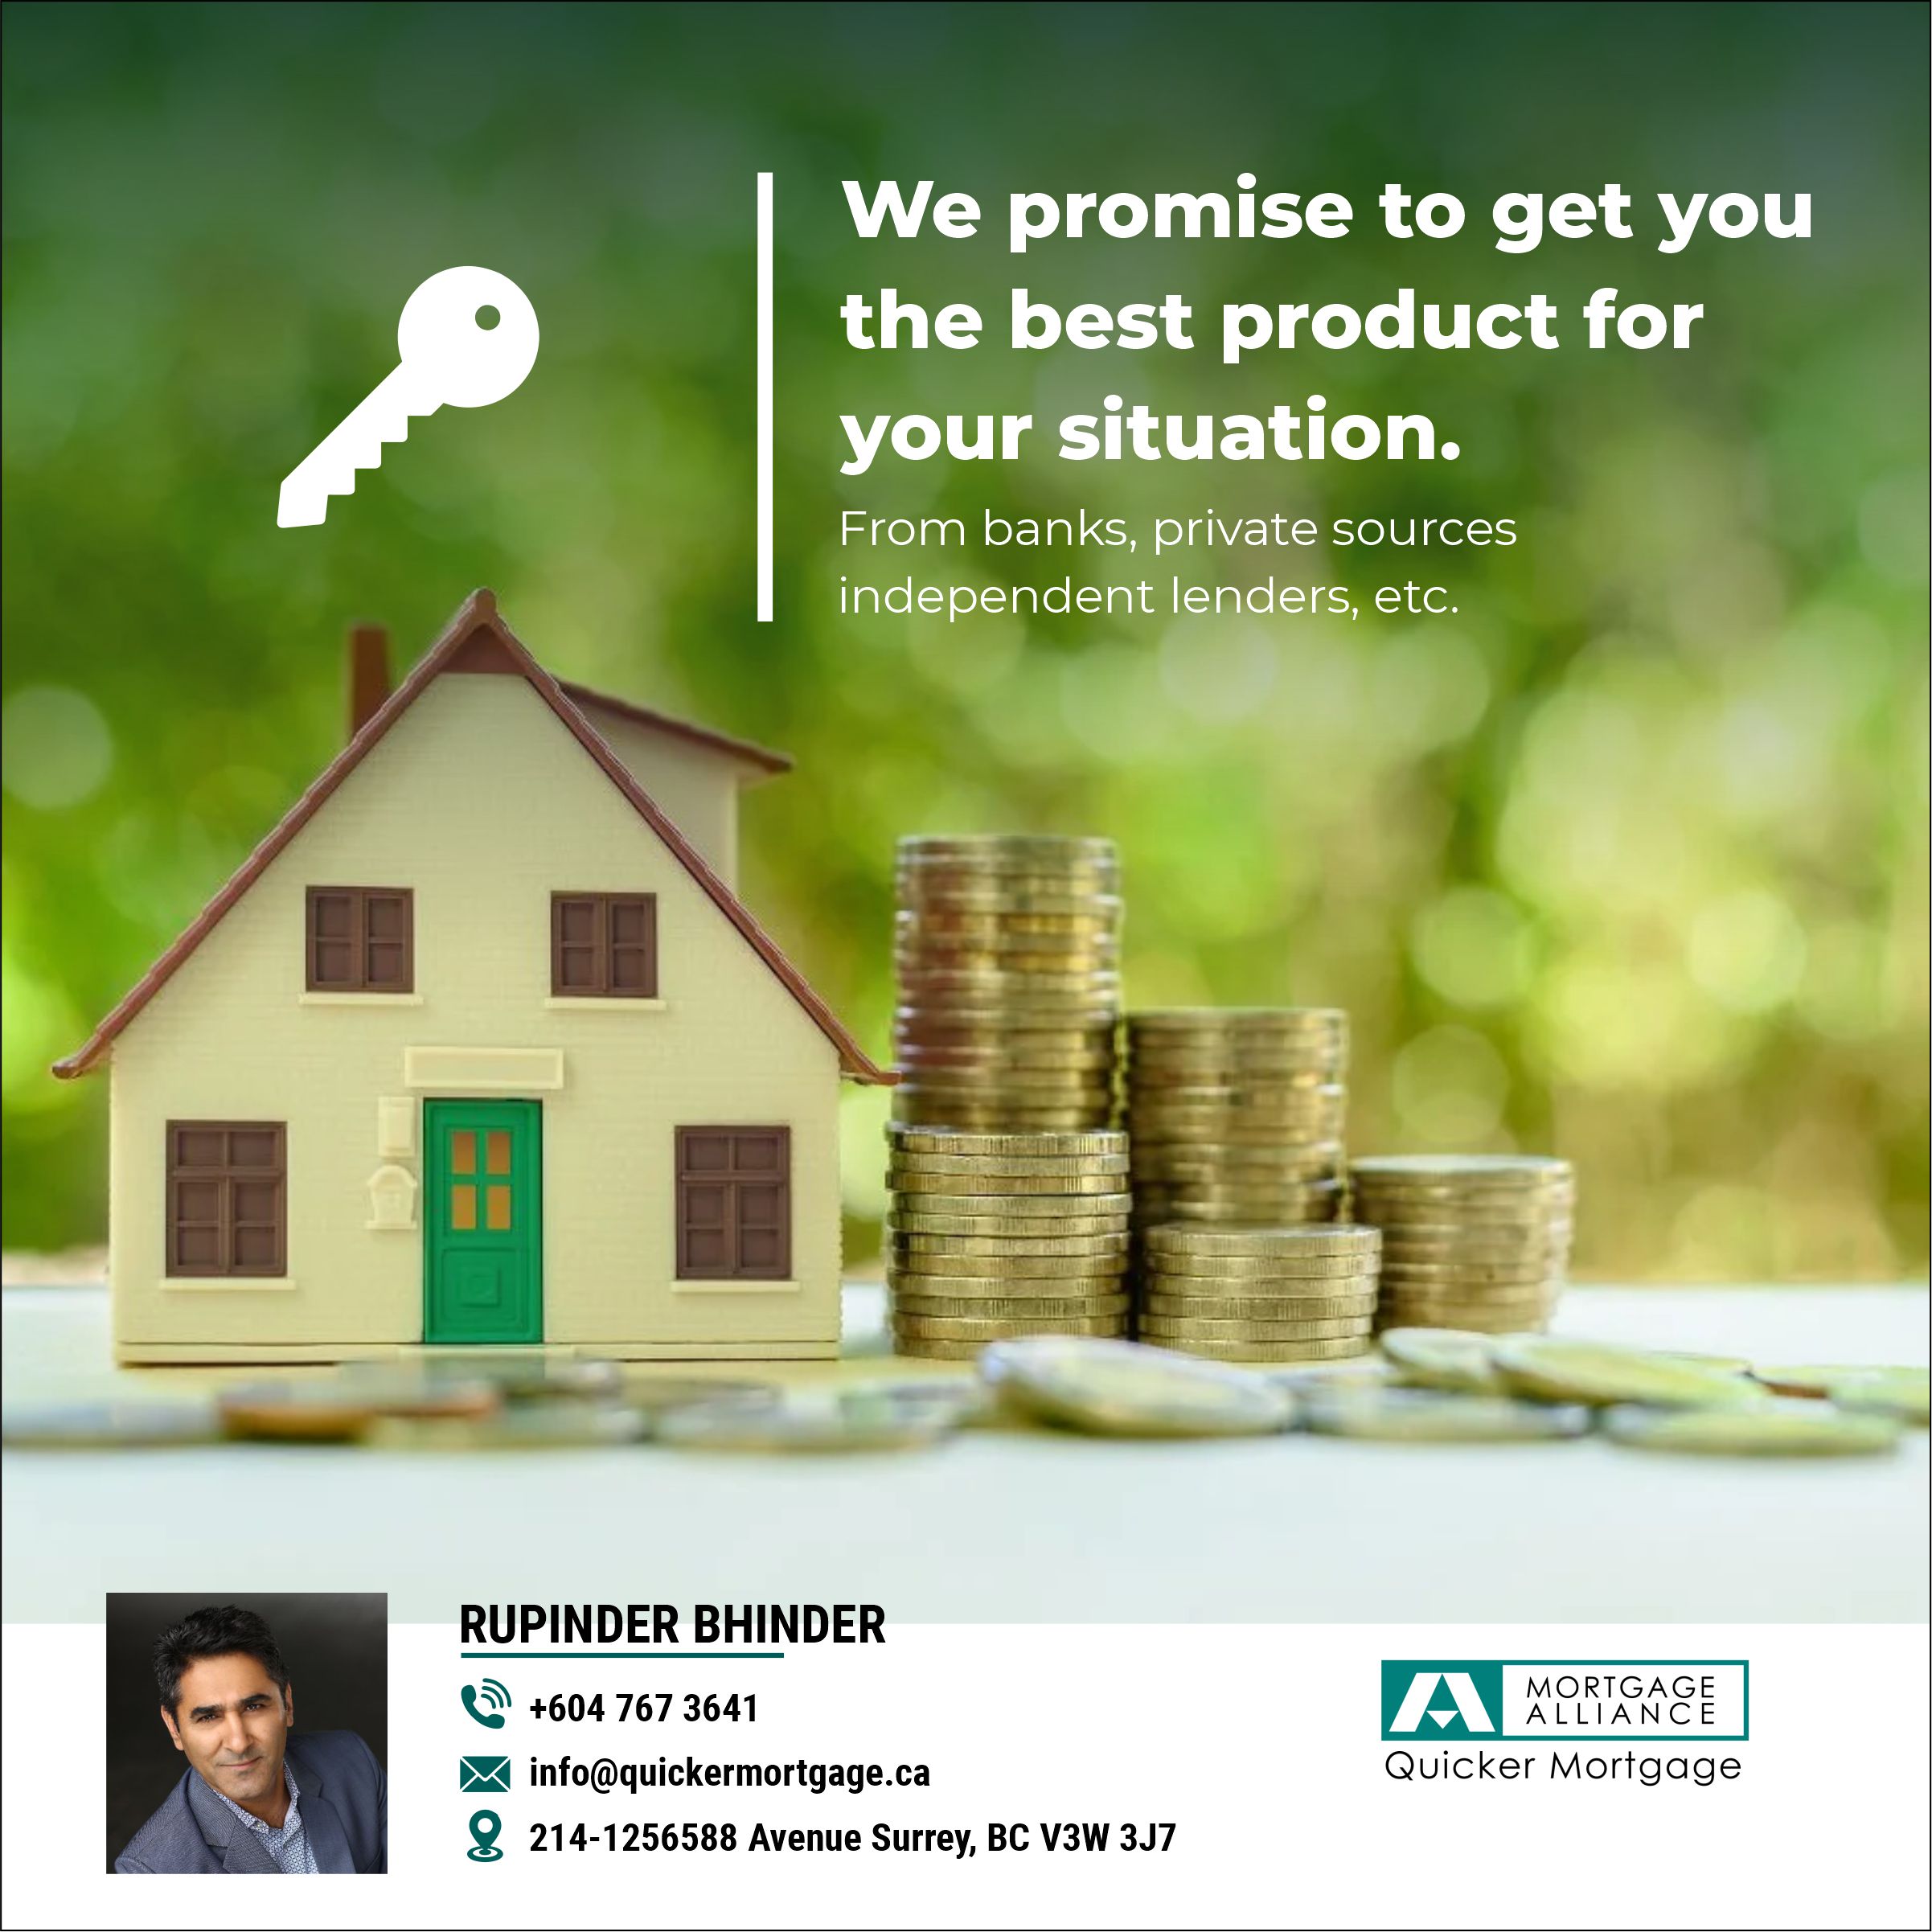 We promise to get you
the best product for
your situation.
From banks, private sources
independent lenders, etc.
RUPINDER BHINDER
+604 767 3641
info@quickermortgage.ca
214-1256588 Avenue Surrey, BC V3W 3J7
MORTGAGE
ALLIANCE
Quicker Mortgage